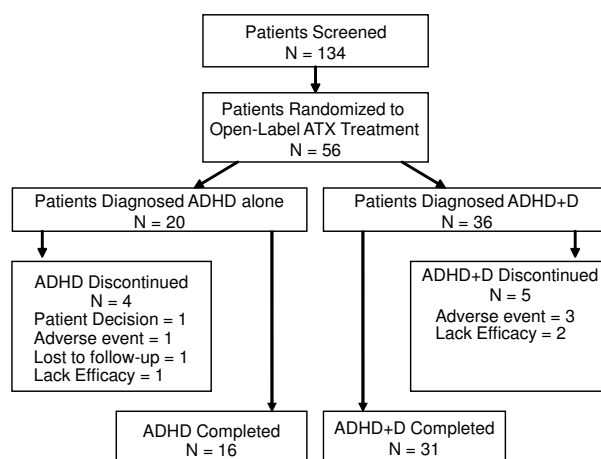 Patients Screened
N = 134
Patients Randomized to
Open-Label ATX Treatment
N = 56
Patients Diagnosed ADHD alone
N = 20
Patients Diagnosed ADHD+D
N = 36
ADHD Discontinued
N = 4
Patient Decision = 1
Adverse event = 1
Lost to follow-up = 1
Lack Efficacy = 1
ADHD+D Discontinued
N = 5
Adverse event = 3
Lack Efficacy = 2
ADHD Completed
N = 16
ADHD+D Completed
N = 31